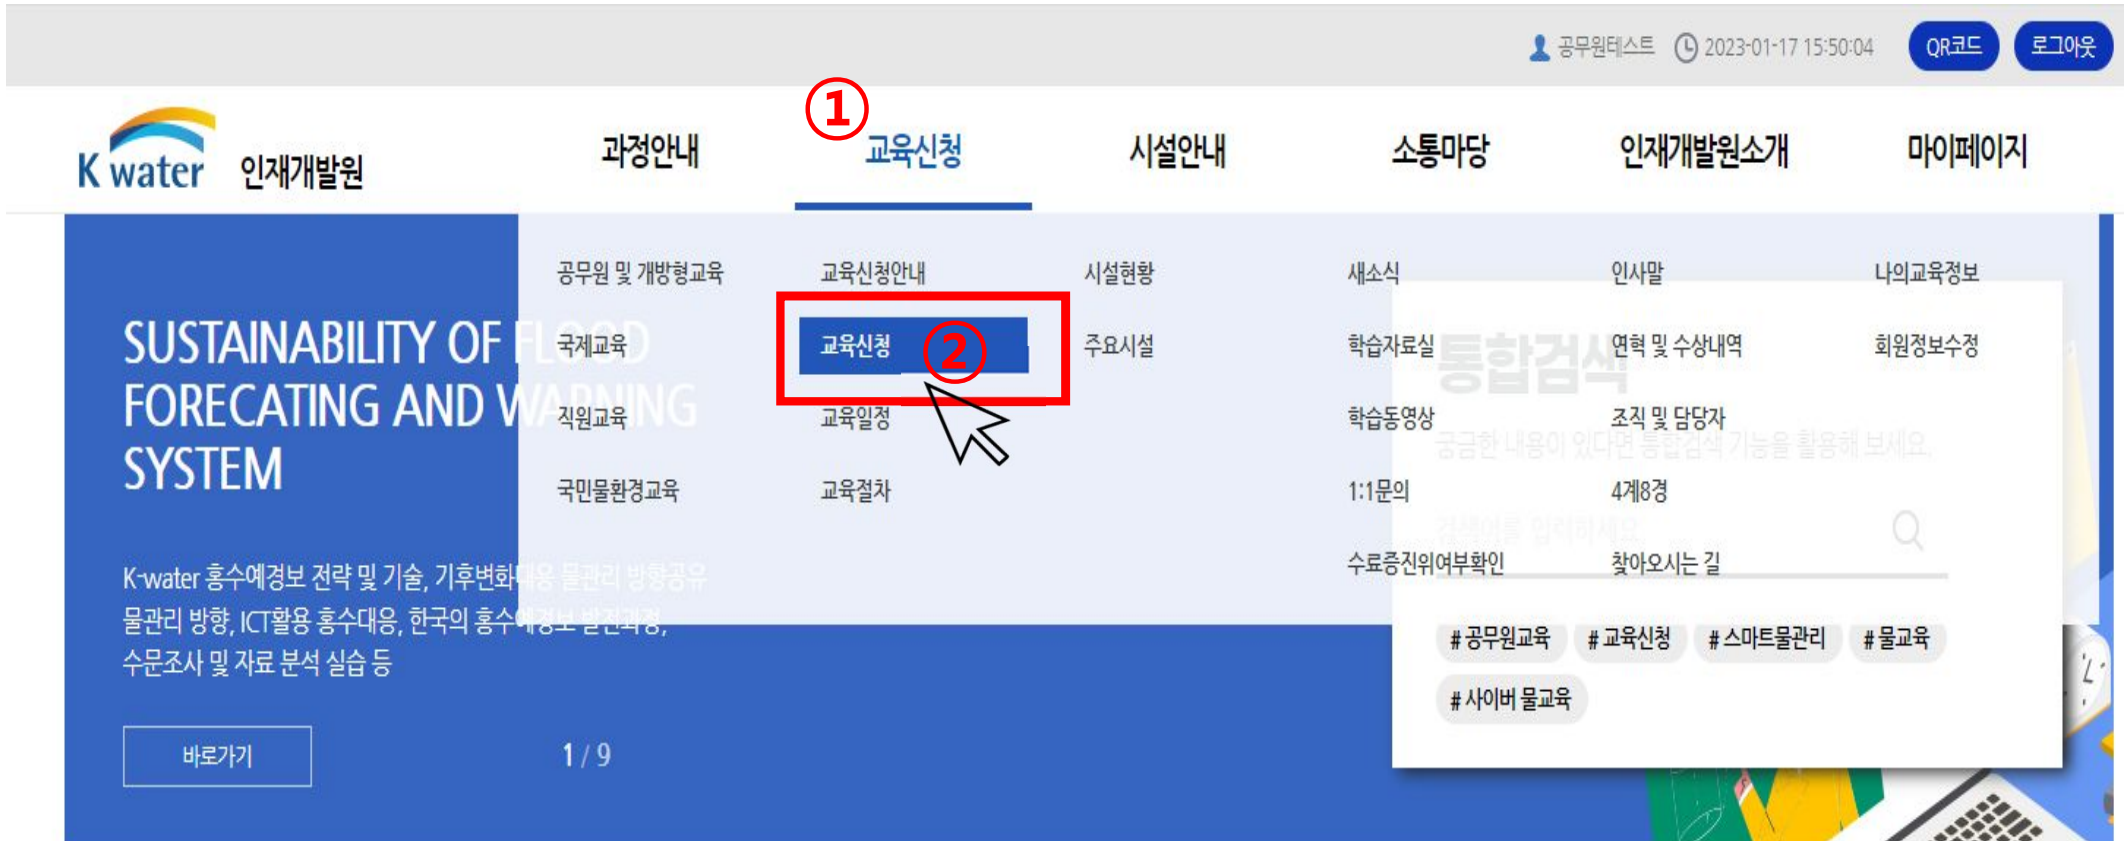 공무원테스트 2023-01-17 15:50:04 QR코드 로그아웃
①
K water 인재개발원 과정안내 교육신청 시설안내 소통마당 인재개발원소개 마이페이지
공무원 및 개방형교육 교육신청안내 시설현황 새소식 인사말 나의교육정보
국제교육 교육신청 ② 주요시설 학습자료실 연혁 및 수상내역 회원정보수정
직원교육 교육일정 학습동영상 조직 및 담당자
국민물환경교육 교육절차 1:1문의 4계8경
수료증진위여부확인 찾아오시는 길
SUSTAINABILITY OF FLOOD
FORECATING AND WARNING
SYSTEM
K-water 홍수예경보 전략 및 기술, 기후변화대응 물관리 방향공유
물관리 방향, ICT활용 홍수대응, 한국의 홍수예경보 발전과정,
수문조사 및 자료 분석 실습 등
바로가기 1 / 9
통합검색
궁금한 내용이 있다면 통합검색 기능을 활용해 보세요.
검색어를 입력하세요.
# 공무원교육 # 교육신청 # 스마트물관리 # 물교육
# 사이버 물교육